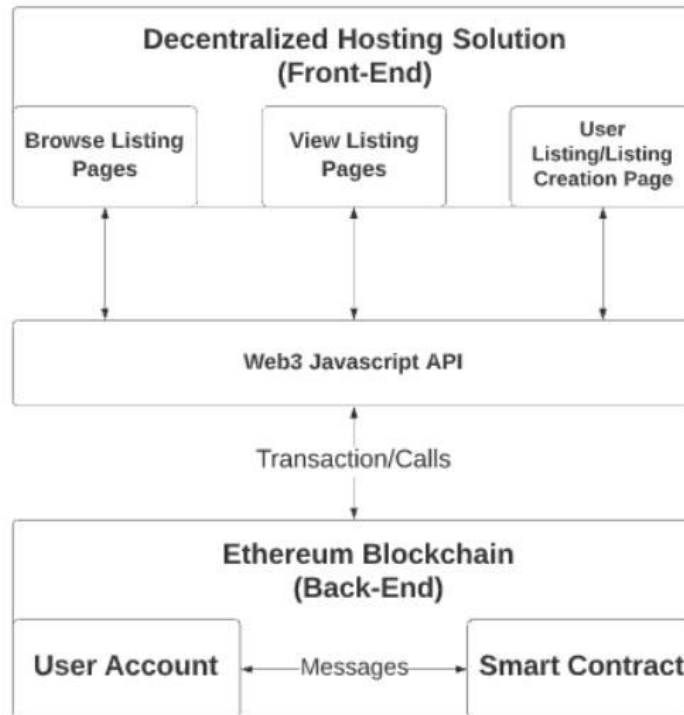 Decentralized Hosting Solution
(Front-End)
Browse Listing
Pages
View Listing
Pages
User
Listing/Listing
Creation Page
Web3 Javascript API
Transaction/Calls
Ethereum Blockchain
(Back-End)
User Account
Messages
Smart Contract